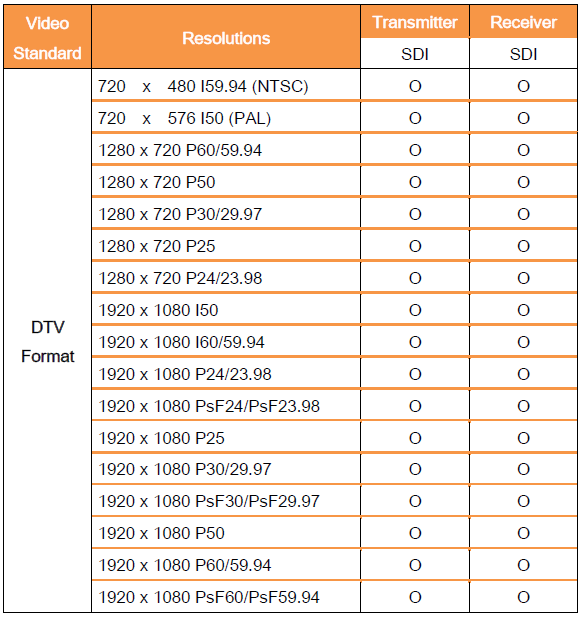 Video Standard Resolutions Transmitter Receiver
SDI SDI
DTV Format
720 x 480 I59.94 (NTSC) O O
720 x 576 I50 (PAL) O O
1280 x 720 P60/59.94 O O
1280 x 720 P50 O O
1280 x 720 P30/29.97 O O
1280 x 720 P25 O O
1280 x 720 P24/23.98 O O
1920 x 1080 I50 O O
1920 x 1080 I60/59.94 O O
1920 x 1080 P24/23.98 O O
1920 x 1080 PsF24/PsF23.98 O O
1920 x 1080 P25 O O
1920 x 1080 P30/29.97 O O
1920 x 1080 PsF30/PsF29.97 O O
1920 x 1080 P50 O O
1920 x 1080 P60/59.94 O O
1920 x 1080 PsF60/PsF59.94 O O